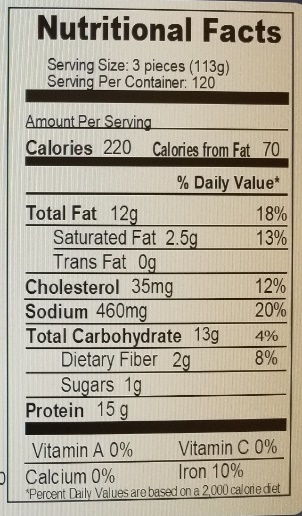 Nutritional Facts
Serving Size: 3 pieces (113g)
Serving Per Container: 120
Amount Per Serving
Calories 220 Calories from Fat 70
% Daily Value*
Total Fat 12g 18%
Saturated Fat 2.5g 13%
Trans Fat 0g
Cholesterol 35mg 12%
Sodium 460mg 20%
Total Carbohydrate 13g 4%
Dietary Fiber 2g 8%
Sugars 1g
Protein 15 g
Vitamin A 0% Vitamin C 0%
Calcium 0% Iron 10%
*Percent Daily Values are based on a 2,000 calorie diet